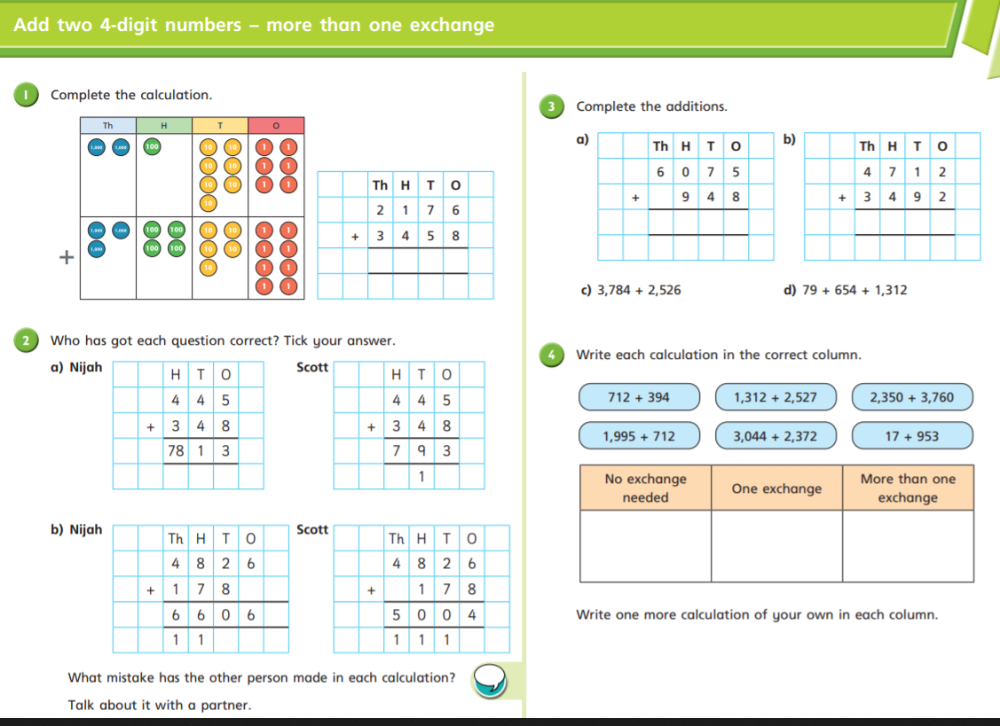 Add two 4-digit numbers – more than one exchange
1 Complete the calculation.
Th H T O
1,000 1,000 100 10 10 1 1
10 10 1 1
10 10 1 1
10
1,000 1,000 100 100 10 10 1 1
1,000 100 100 10 10 1 1
10 1 1
1 1
+
Th H T O
2 1 7 6
+ 3 4 5 8
2 Who has got each question correct? Tick your answer.
a) Nijah
H T O
4 4 5
+ 3 4 8
78 1 3
Scott
H T O
4 4 5
+ 3 4 8
7 9 3
1
b) Nijah
Th H T O
4 8 2 6
+ 1 7 8
6 6 0 6
1 1
Scott
Th H T O
4 8 2 6
+ 1 7 8
5 0 0 4
1 1 1
What mistake has the other person made in each calculation?
Talk about it with a partner.
3 Complete the additions.
a)
Th H T O
6 0 7 5
+ 9 4 8
b)
Th H T O
4 7 1 2
+ 3 4 9 2
c) 3,784 + 2,526
d) 79 + 654 + 1,312
4 Write each calculation in the correct column.
712 + 394
1,312 + 2,527
2,350 + 3,760
1,995 + 712
3,044 + 2,372
17 + 953
No exchange
needed
One exchange
More than one
exchange
Write one more calculation of your own in each column.